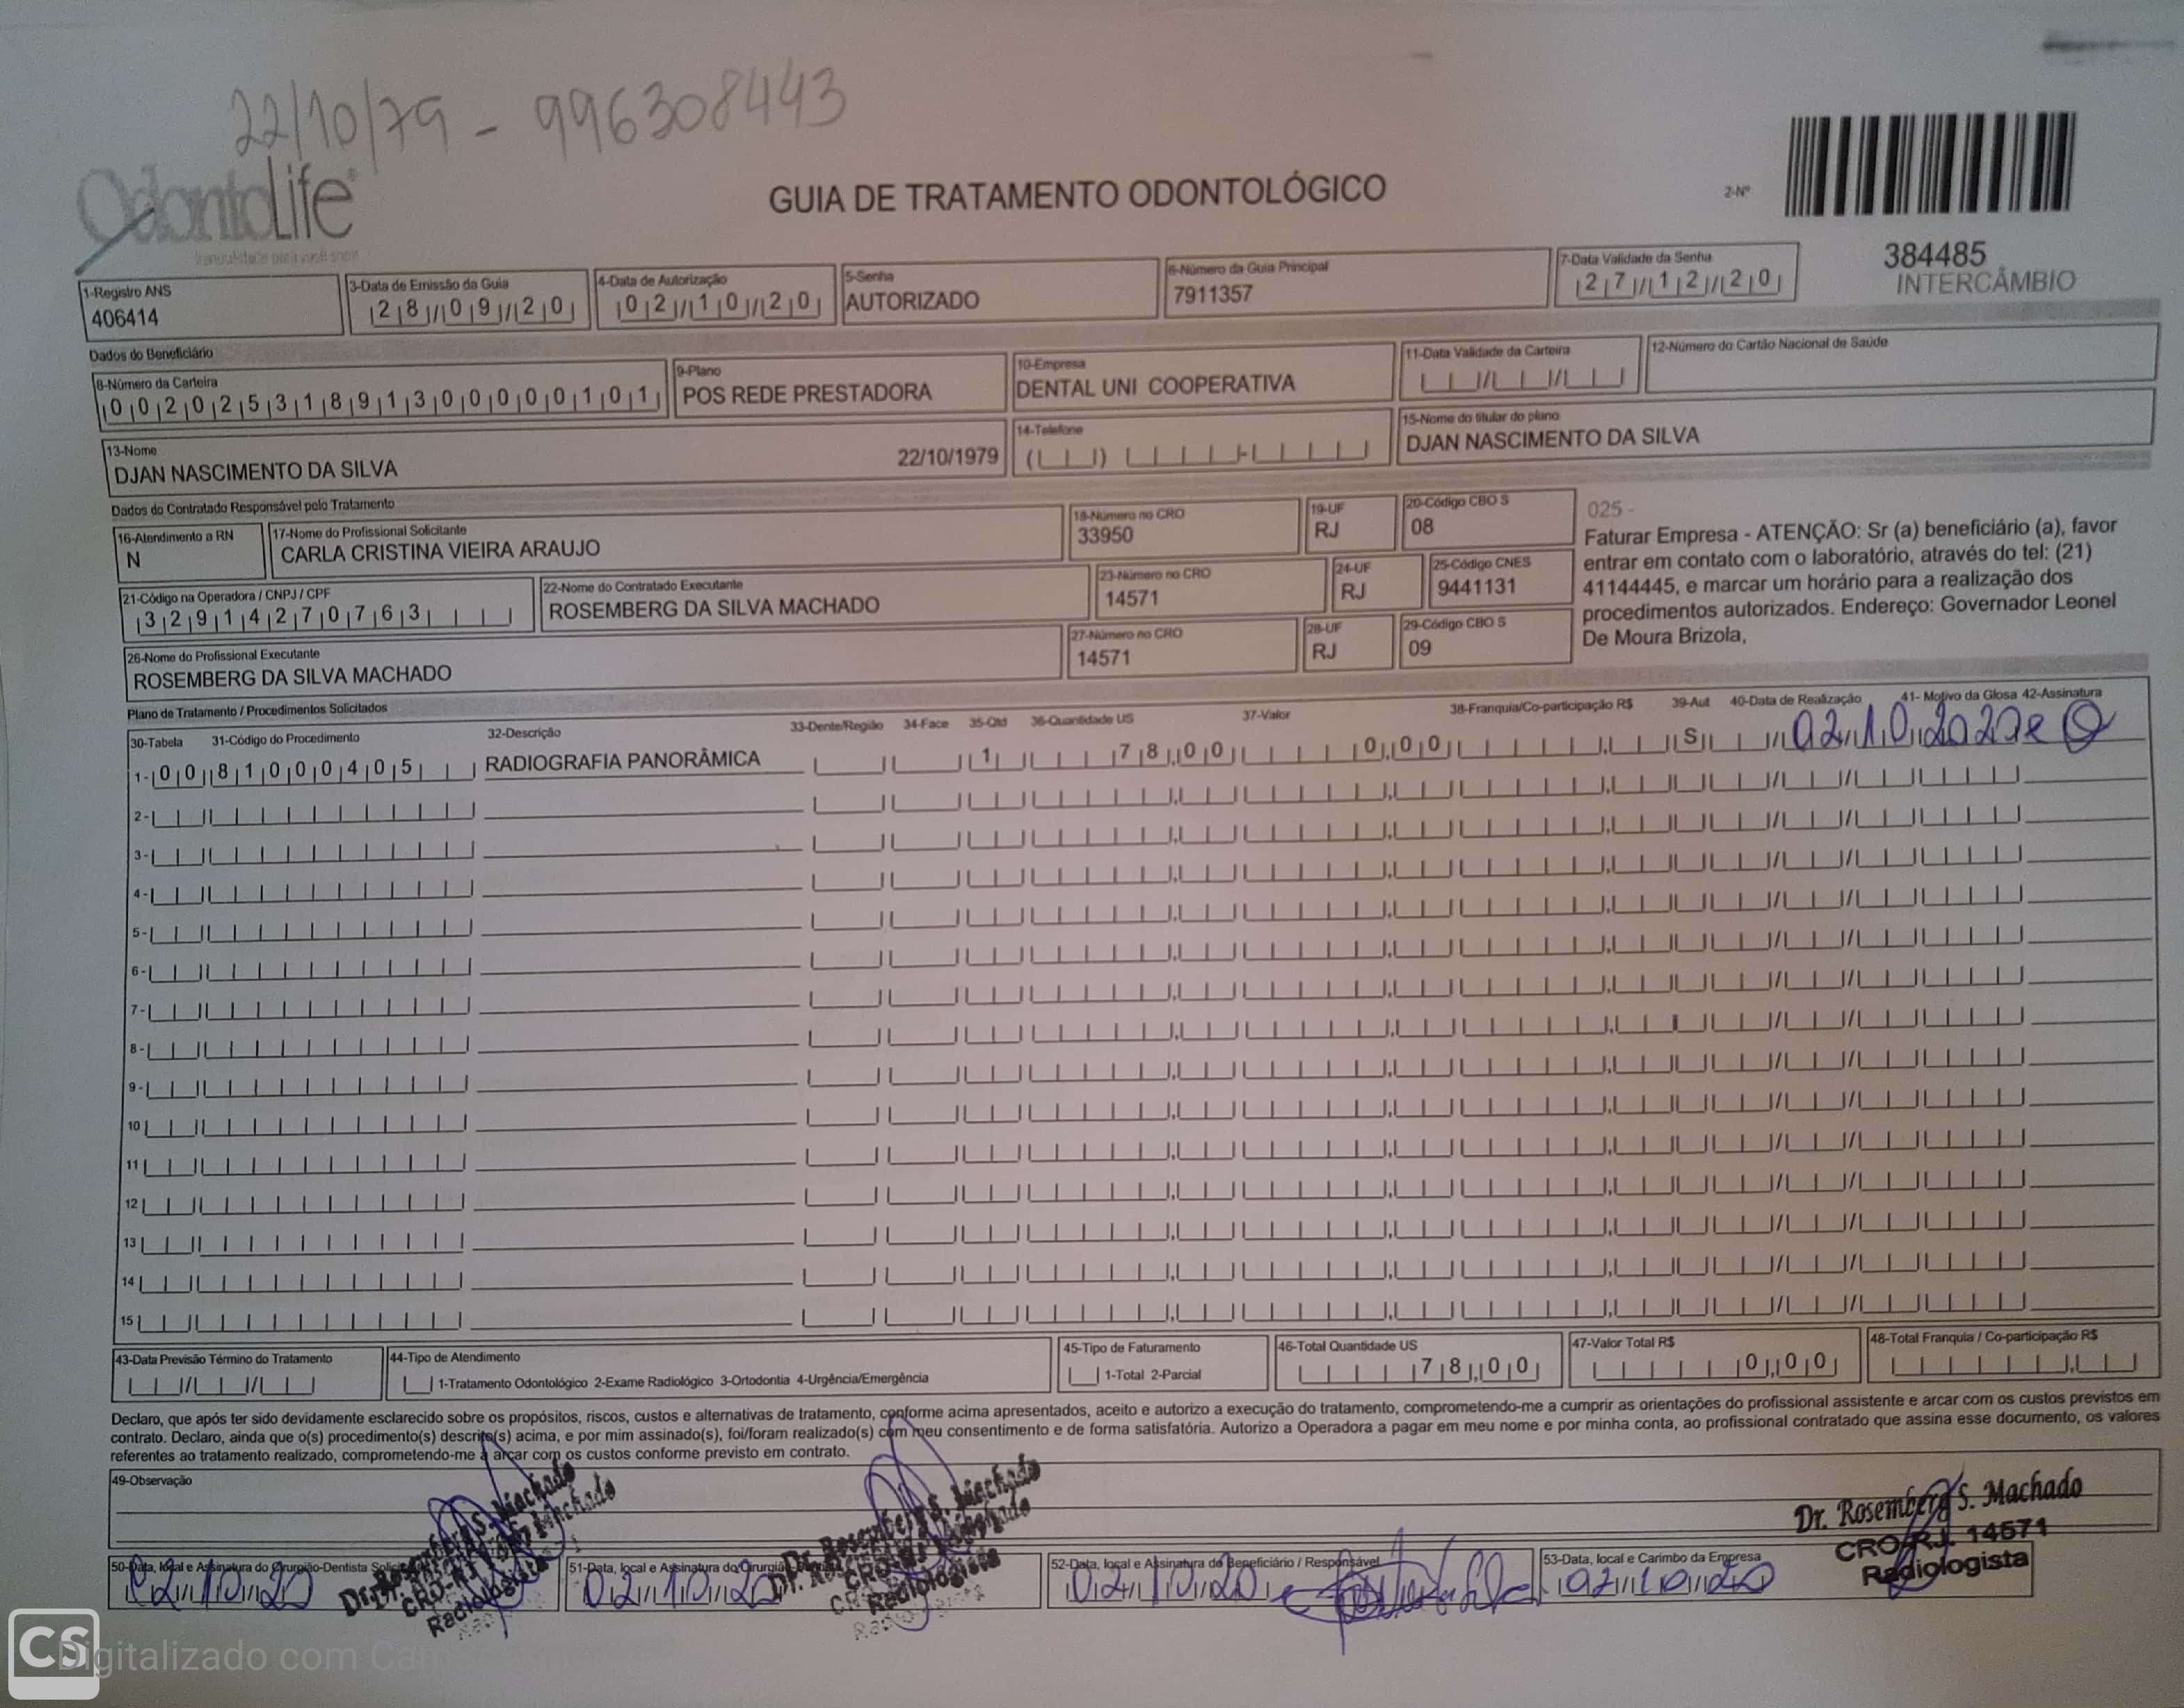 22/10/79 - 996308443
OdontoLife
tranquilidade para você sorrir
GUIA DE TRATAMENTO ODONTOLÓGICO
2-Nº
384485
INTERCÂMBIO
1-Registro ANS
406414
3-Data de Emissão da Guia
28/09/20
4-Data de Autorização
02/10/20
5-Senha
AUTORIZADO
6-Número da Guia Principal
7911357
7-Data Validade da Senha
27/12/20
Dados do Beneficiário
8-Número da Carteira
00202531891300000101
9-Plano
POS REDE PRESTADORA
10-Empresa
DENTAL UNI COOPERATIVA
11-Data Validade da Carteira
12-Número do Cartão Nacional de Saúde
13-Nome
DJAN NASCIMENTO DA SILVA 22/10/1979
14-Telefone
15-Nome do titular do plano
DJAN NASCIMENTO DA SILVA
Dados do Contratado Responsável pelo Tratamento
16-Atendimento a RN
N
17-Nome do Profissional Solicitante
CARLA CRISTINA VIEIRA ARAUJO
18-Número no CRO
33950
19-UF
RJ
20-Código CBO S
08
21-Código na Operadora / CNPJ / CPF
32914270763
22-Nome do Contratado Executante
ROSEMBERG DA SILVA MACHADO
23-Número no CRO
14571
24-UF
RJ
25-Código CNES
9441131
26-Nome do Profissional Executante
ROSEMBERG DA SILVA MACHADO
27-Número no CRO
14571
28-UF
RJ
29-Código CBO S
09
025 -
Faturar Empresa - ATENÇÃO: Sr (a) beneficiário (a), favor
entrar em contato com o laboratório, através do tel: (21)
41144445, e marcar um horário para a realização dos
procedimentos autorizados. Endereço: Governador Leonel
De Moura Brizola,
Plano de Tratamento / Procedimentos Solicitados
30-Tabela 31-Código do Procedimento 32-Descrição 33-Dente/Região 34-Face 35-Qtd 36-Quantidade US 37-Valor 38-Franquia/Co-participação R$ 39-Aut 40-Data de Realização 41- Motivo da Glosa 42-Assinatura
1- 00 81000405 RADIOGRAFIA PANORÂMICA 1 78,00 0,00 S 02.10.2020
2-
3-
4-
5-
6-
7-
8-
9-
10
11
12
13
14
15
43-Data Previsão Término do Tratamento
44-Tipo de Atendimento
1-Tratamento Odontológico 2-Exame Radiológico 3-Ortodontia 4-Urgência/Emergência
45-Tipo de Faturamento
1-Total 2-Parcial
46-Total Quantidade US
78,00
47-Valor Total R$
0,00
48-Total Franquia / Co-participação R$
Declaro, que após ter sido devidamente esclarecido sobre os propósitos, riscos, custos e alternativas de tratamento, conforme acima apresentados, aceito e autorizo a execução do tratamento, comprometendo-me a cumprir as orientações do profissional assistente e arcar com os custos previstos em
contrato. Declaro, ainda que o(s) procedimento(s) descrito(s) acima, e por mim assinado(s), foi/foram realizado(s) com meu consentimento e de forma satisfatória. Autorizo a Operadora a pagar em meu nome e por minha conta, ao profissional contratado que assina esse documento, os valores
referentes ao tratamento realizado, comprometendo-me a arcar com os custos conforme previsto em contrato.
49-Observação
50-Data, local e Assinatura do Cirurgião-Dentista
02/10/20
51-Data, local e Assinatura do Cirurgião
02/10/20
52-Data, local e Assinatura do Beneficiário / Responsável
02/10/20
53-Data, local e Carimbo da Empresa
02/10/20
Dr. Rosemberg S. Machado
CRO-RJ. 14571
Radiologista
CS
Digitalizado com Cam